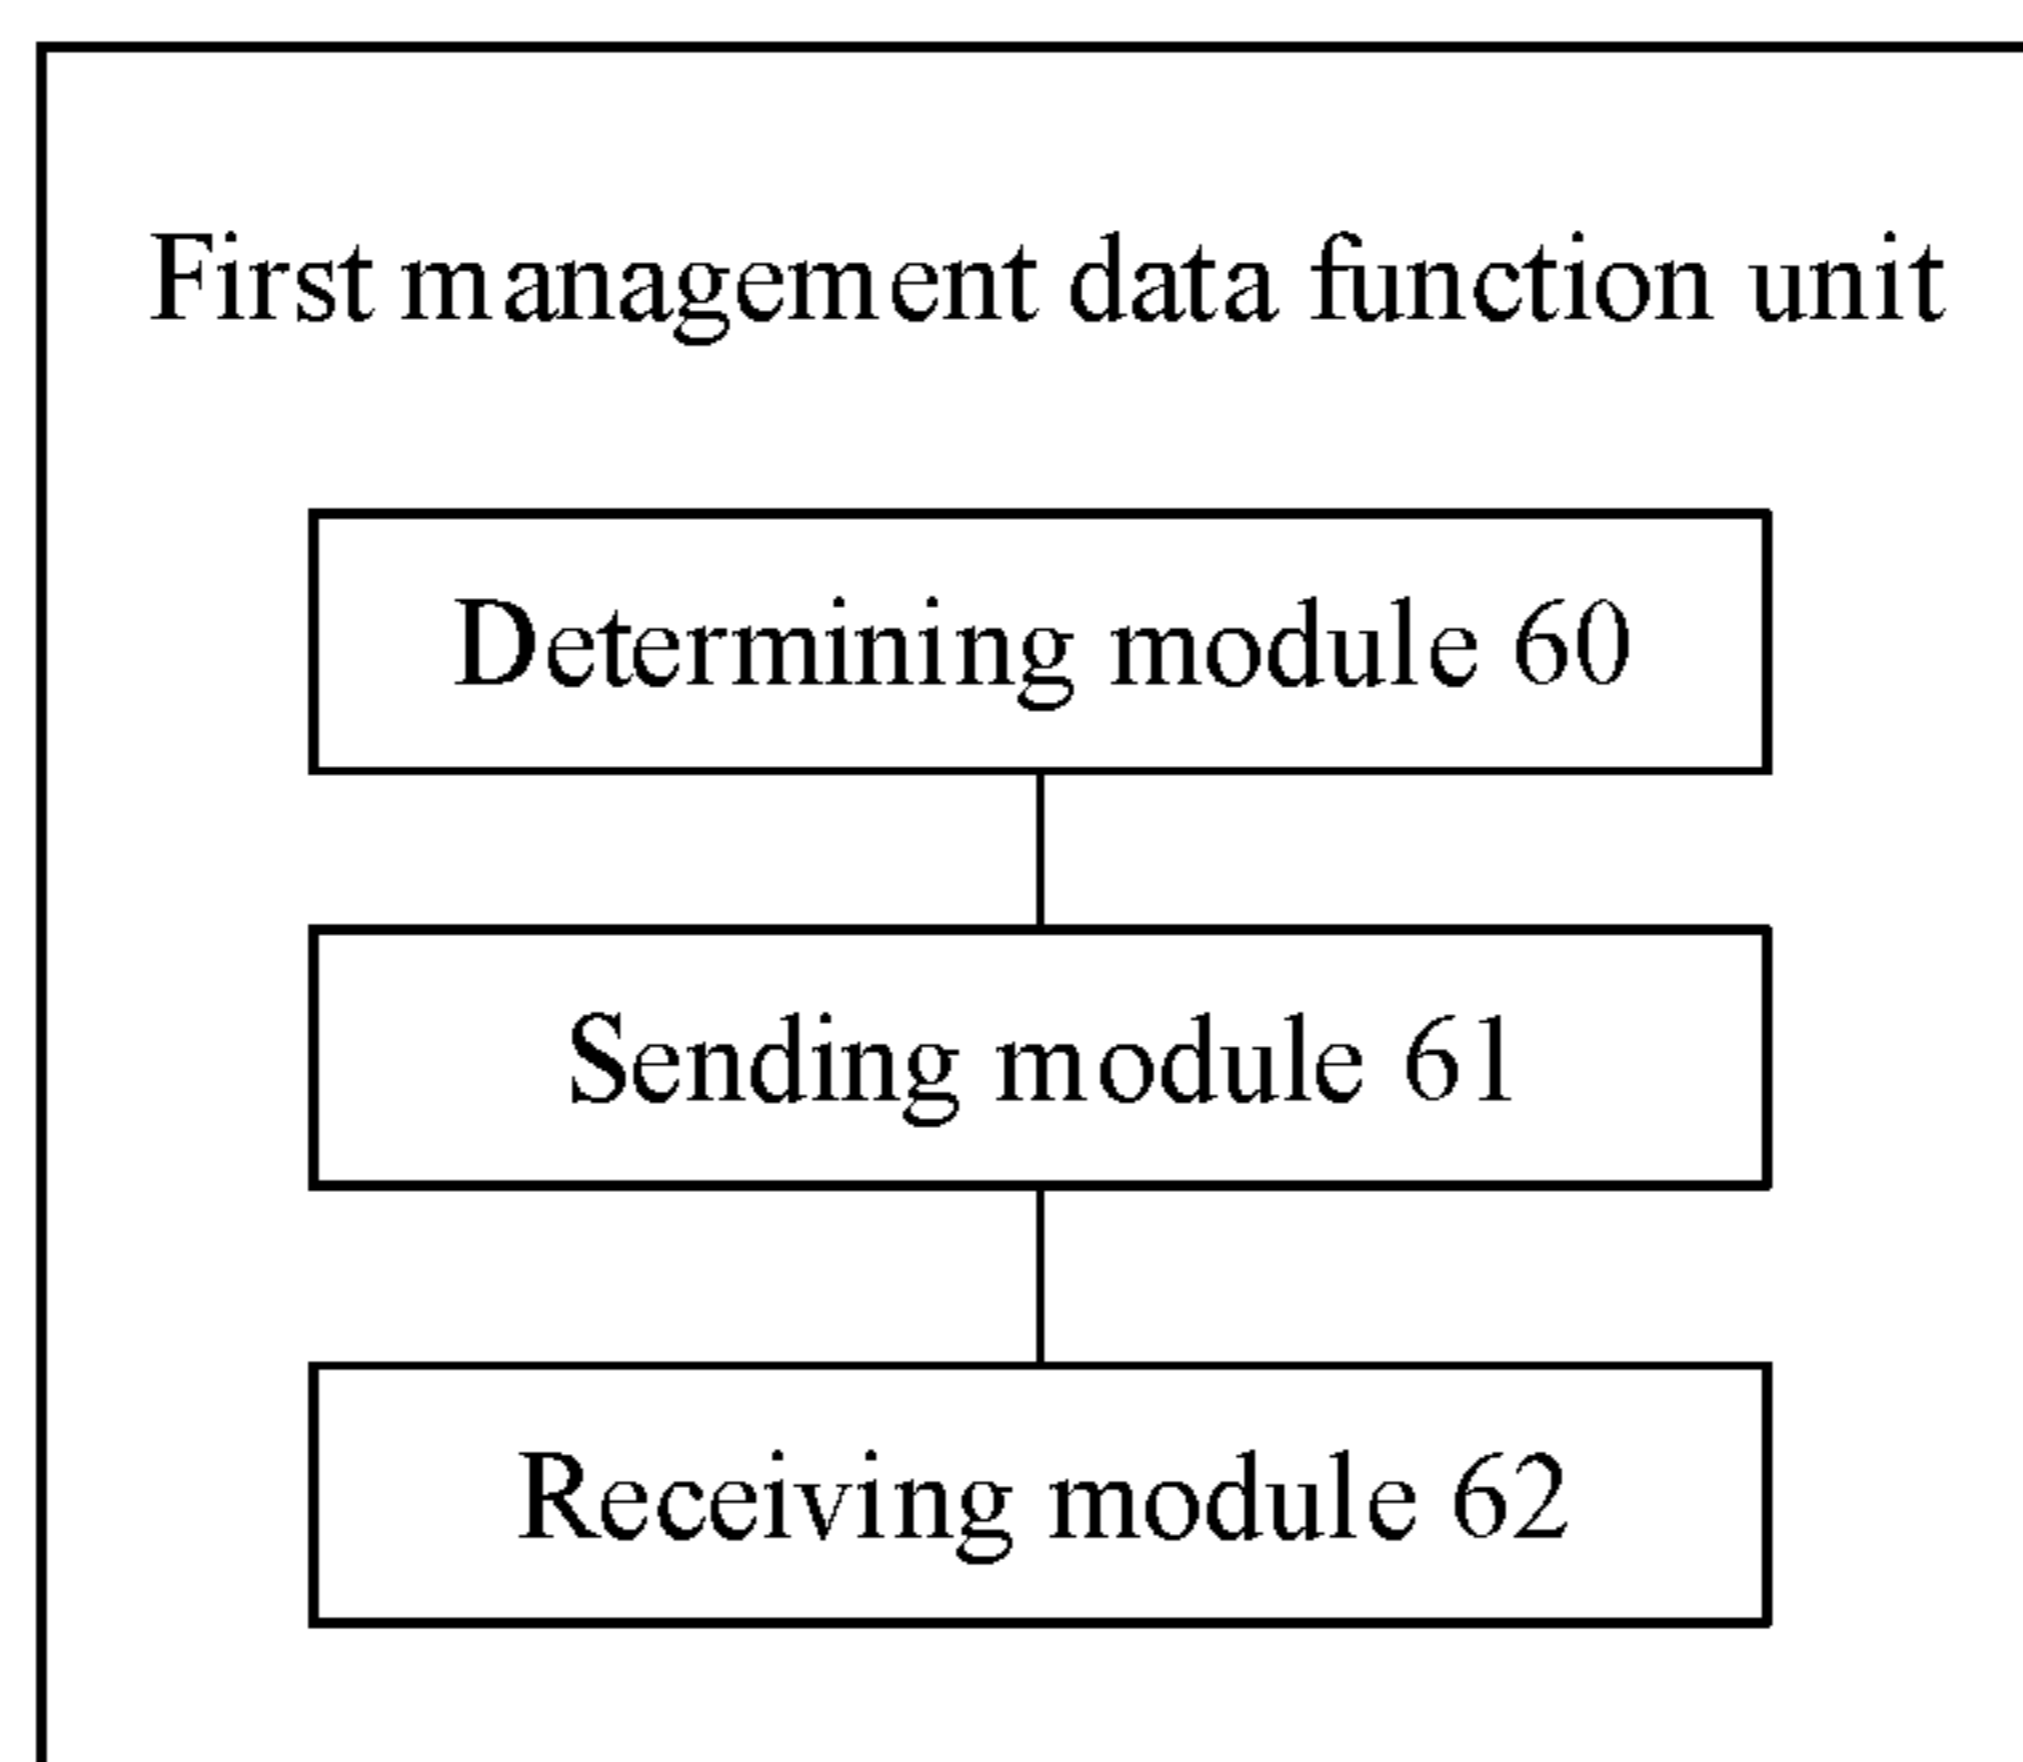 First management data function unit
Determining module 60
Sending module 61
Receiving module 62